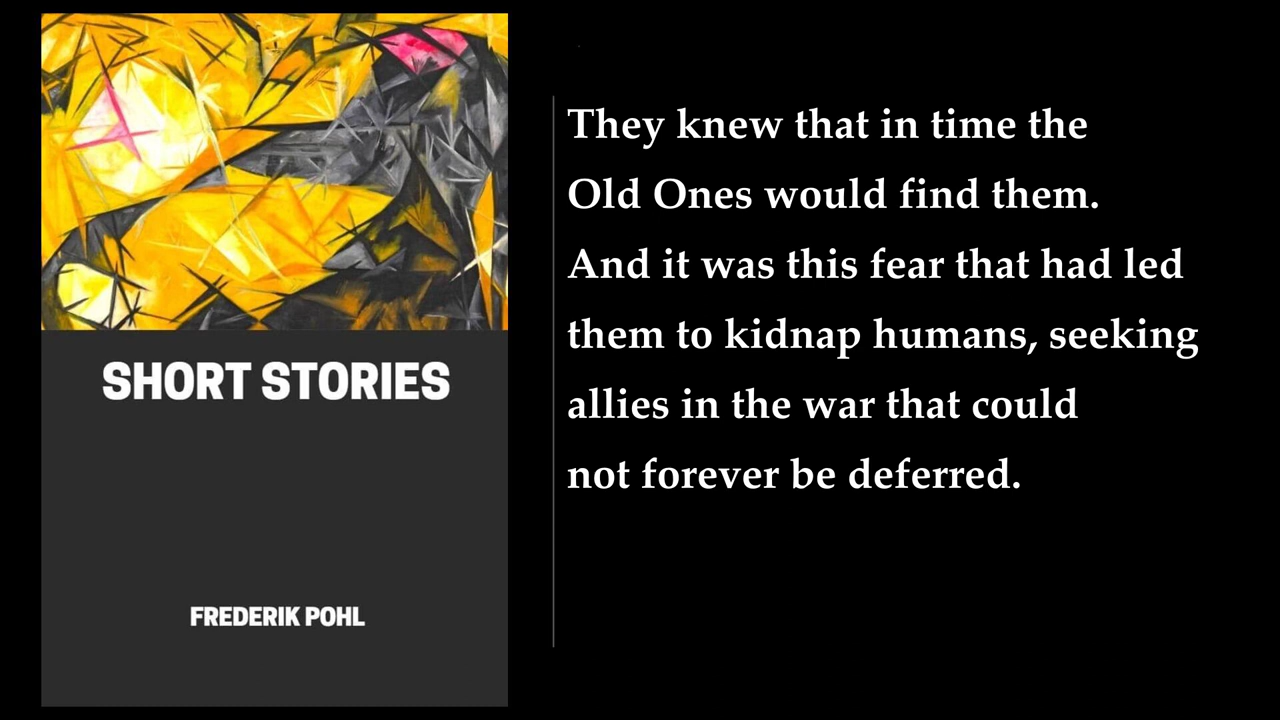 SHORT STORIES
FREDERIK POHL
They knew that in time the
Old Ones would find them.
And it was this fear that had led
them to kidnap humans, seeking
allies in the war that could
not forever be deferred.